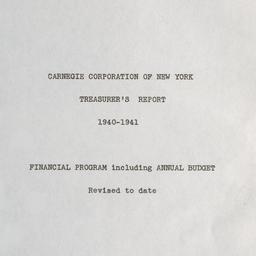 CARNEGIE CORPORATION OF NEW YORK
TREASURER'S REPORT
1940-1941
FINANCIAL PROGRAM including ANNUAL BUDGET
Revised to date